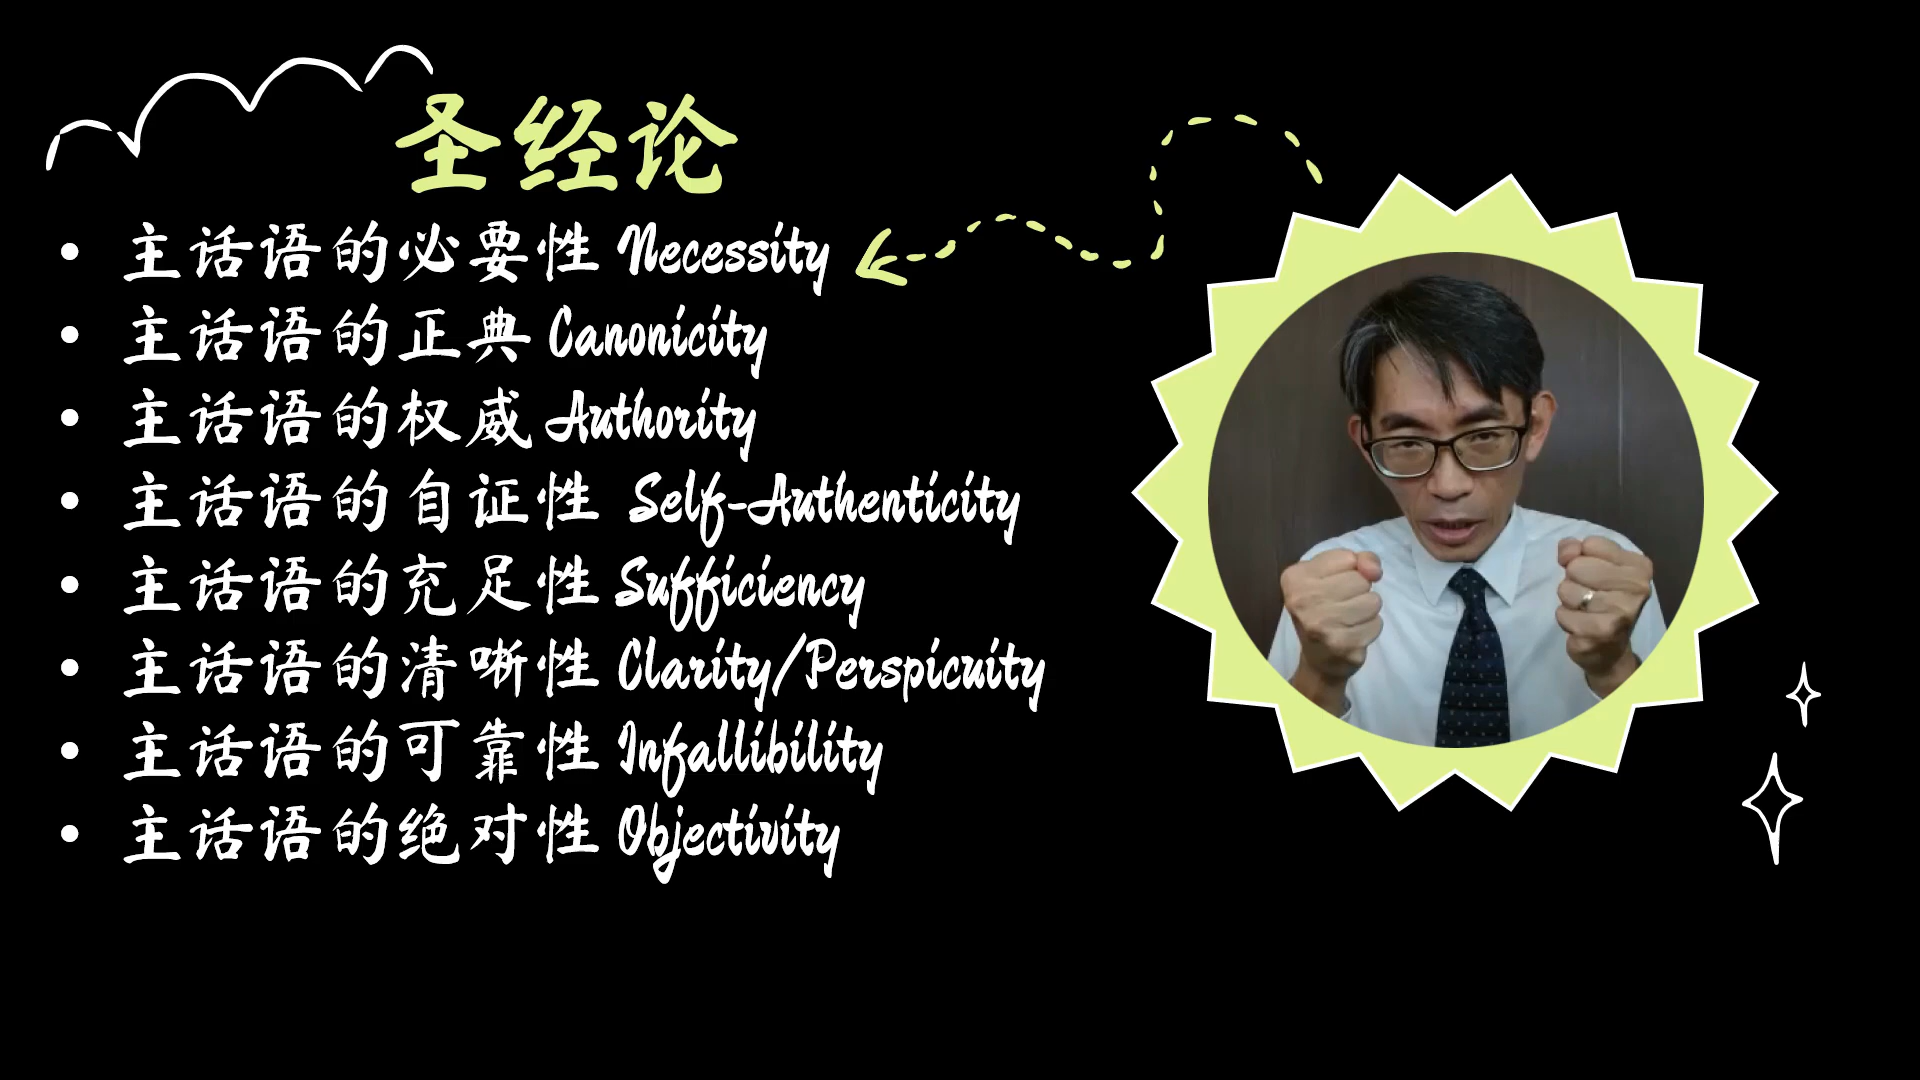 圣经论
• 主话语的必要性 Necessity
• 主话语的正典 Canonicity
• 主话语的权威 Authority
• 主话语的自证性 Self-Authenticity
• 主话语的充足性 Sufficiency
• 主话语的清晰性 Clarity/Perspicuity
• 主话语的可靠性 Infallibility
• 主话语的绝对性 Objectivity